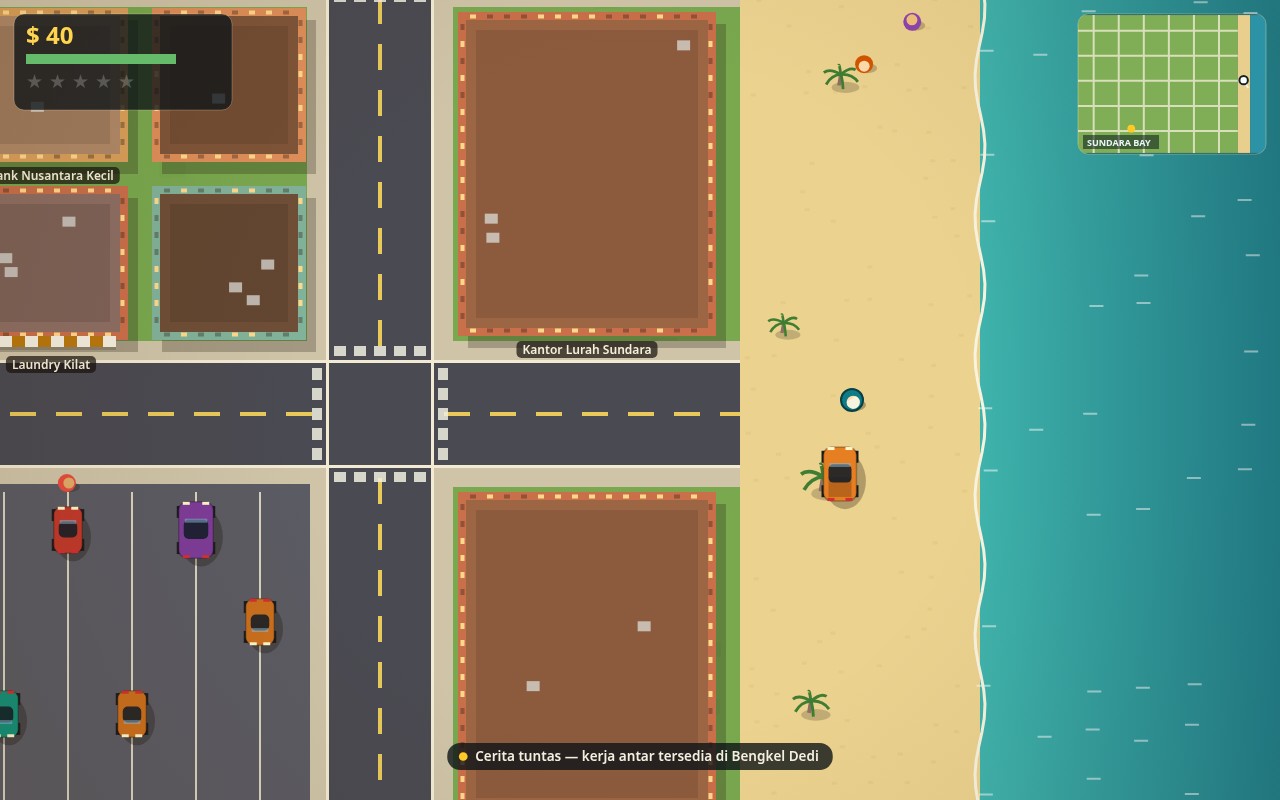 $ 40
SUNDARA BAY
ank Nusantara Kecil
Kantor Lurah Sundara
Laundry Kilat
Cerita tuntas — kerja antar tersedia di Bengkel Dedi